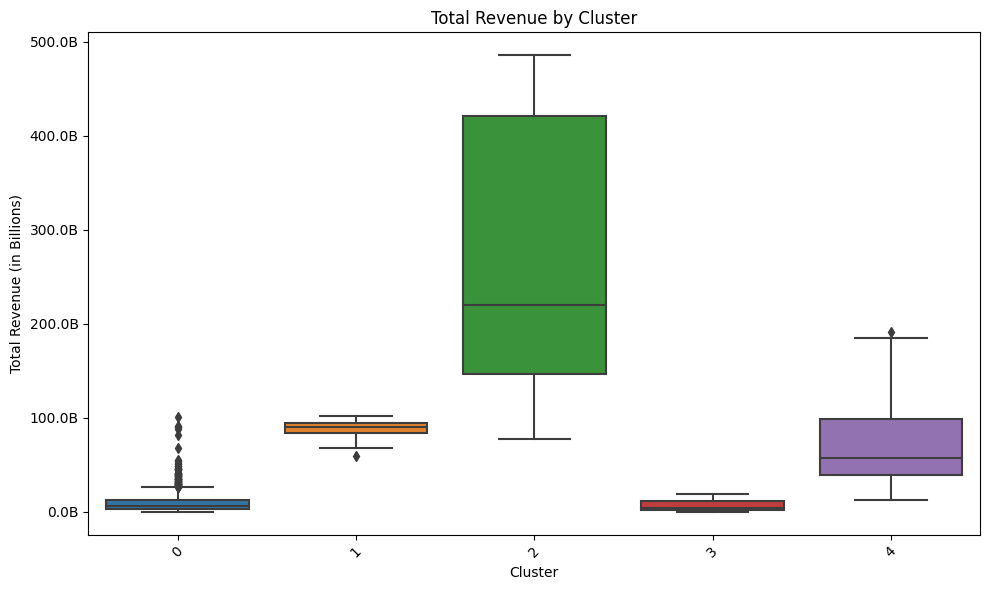 Total Revenue by Cluster
Total Revenue (in Billions)
500.0B
400.0B
300.0B
200.0B
100.0B
0.0B
0
1
2
3
4
Cluster